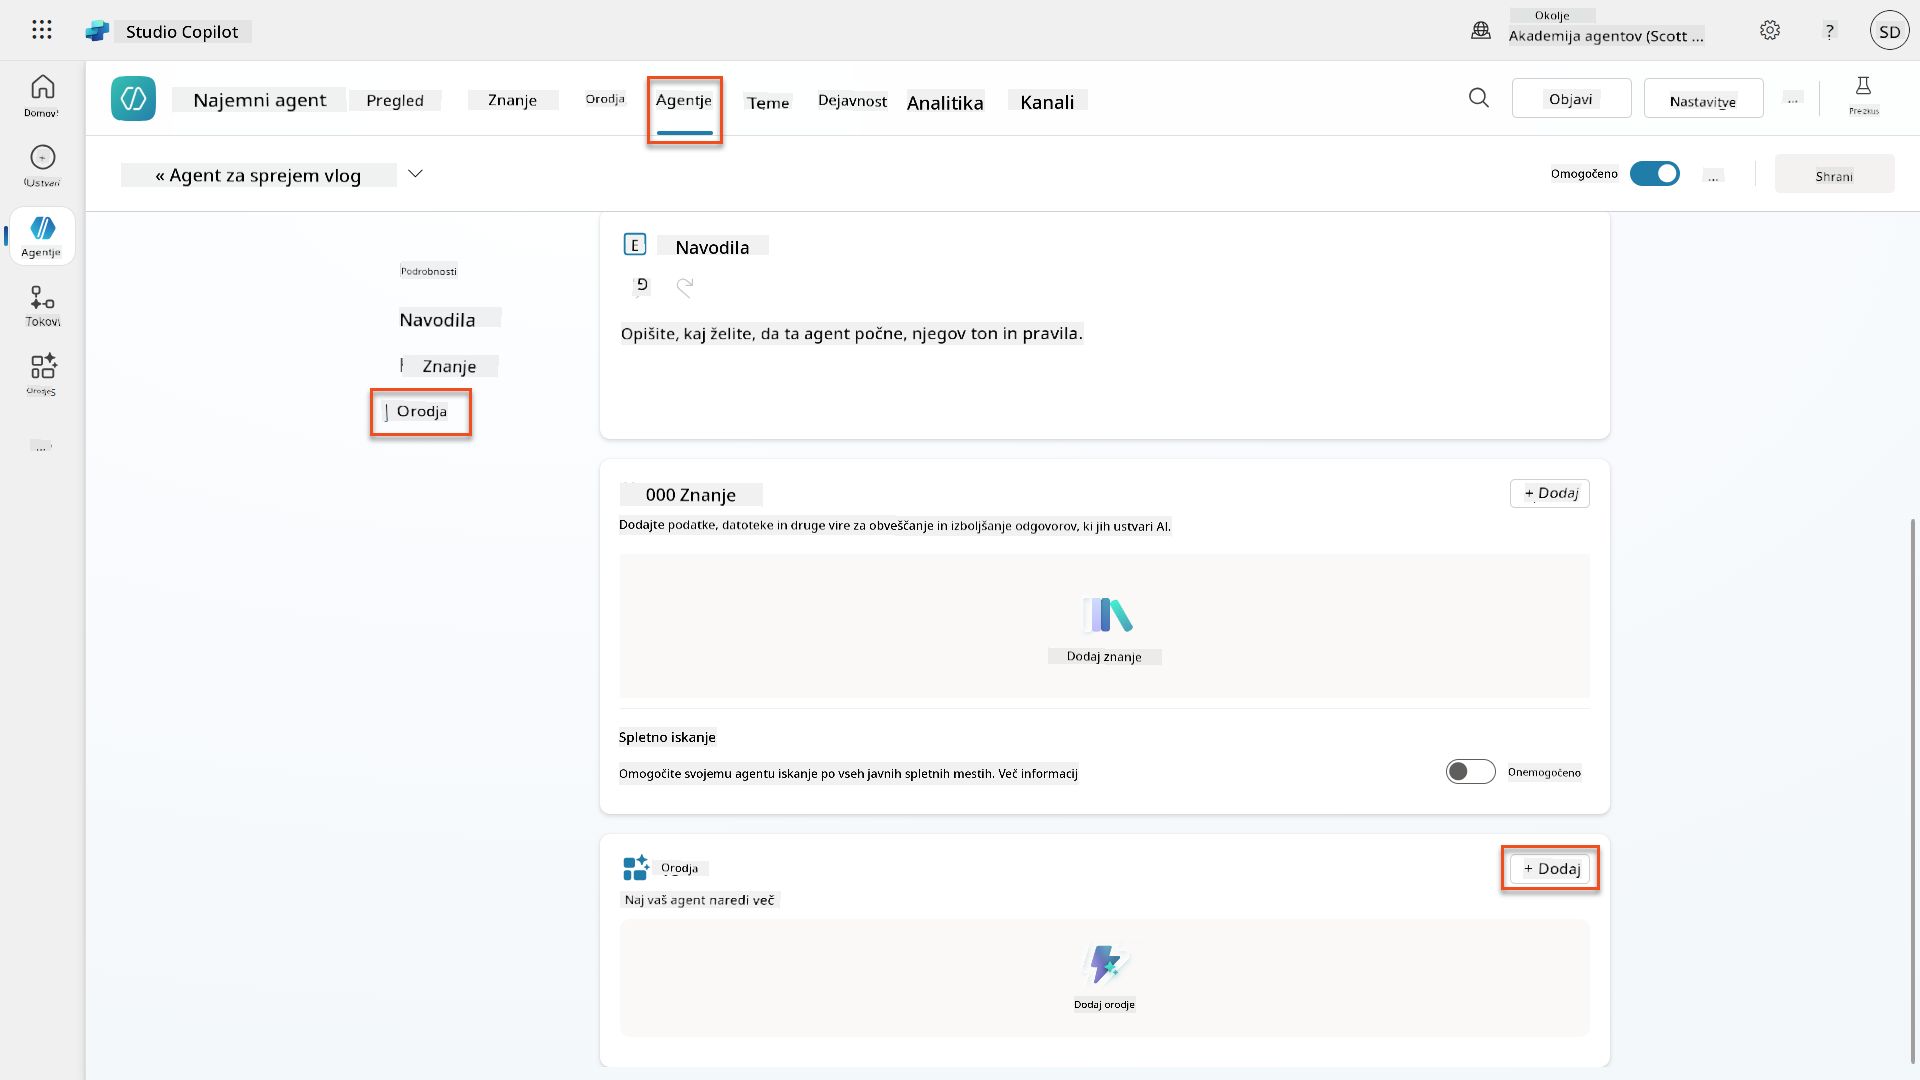 Studio Copilot
Okolje
Akademija agentov (Scott ...
?
SD
Najemni agent
Pregled
Znanje
Orodja
Agentje
Teme
Dejavnost
Analitika
Kanali
Objavi
Nastavitve
...
Preizkus
Domov
Ustvari
Agentje
Tokovi
...
« Agent za sprejem vlog
Omogočeno
...
Shrani
Podrobnosti
Navodila
Znanje
Orodja
E Navodila
Opišite, kaj želite, da ta agent počne, njegov ton in pravila.
000 Znanje
+ Dodaj
Dodajte podatke, datoteke in druge vire za obveščanje in izboljšanje odgovorov, ki jih ustvari AI.
Dodaj znanje
Spletno iskanje
Omogočite svojemu agentu iskanje po vseh javnih spletnih mestih. Več informacij
Onemogočeno
Orodja
+ Dodaj
Naj vaš agent naredi več
Dodaj orodje